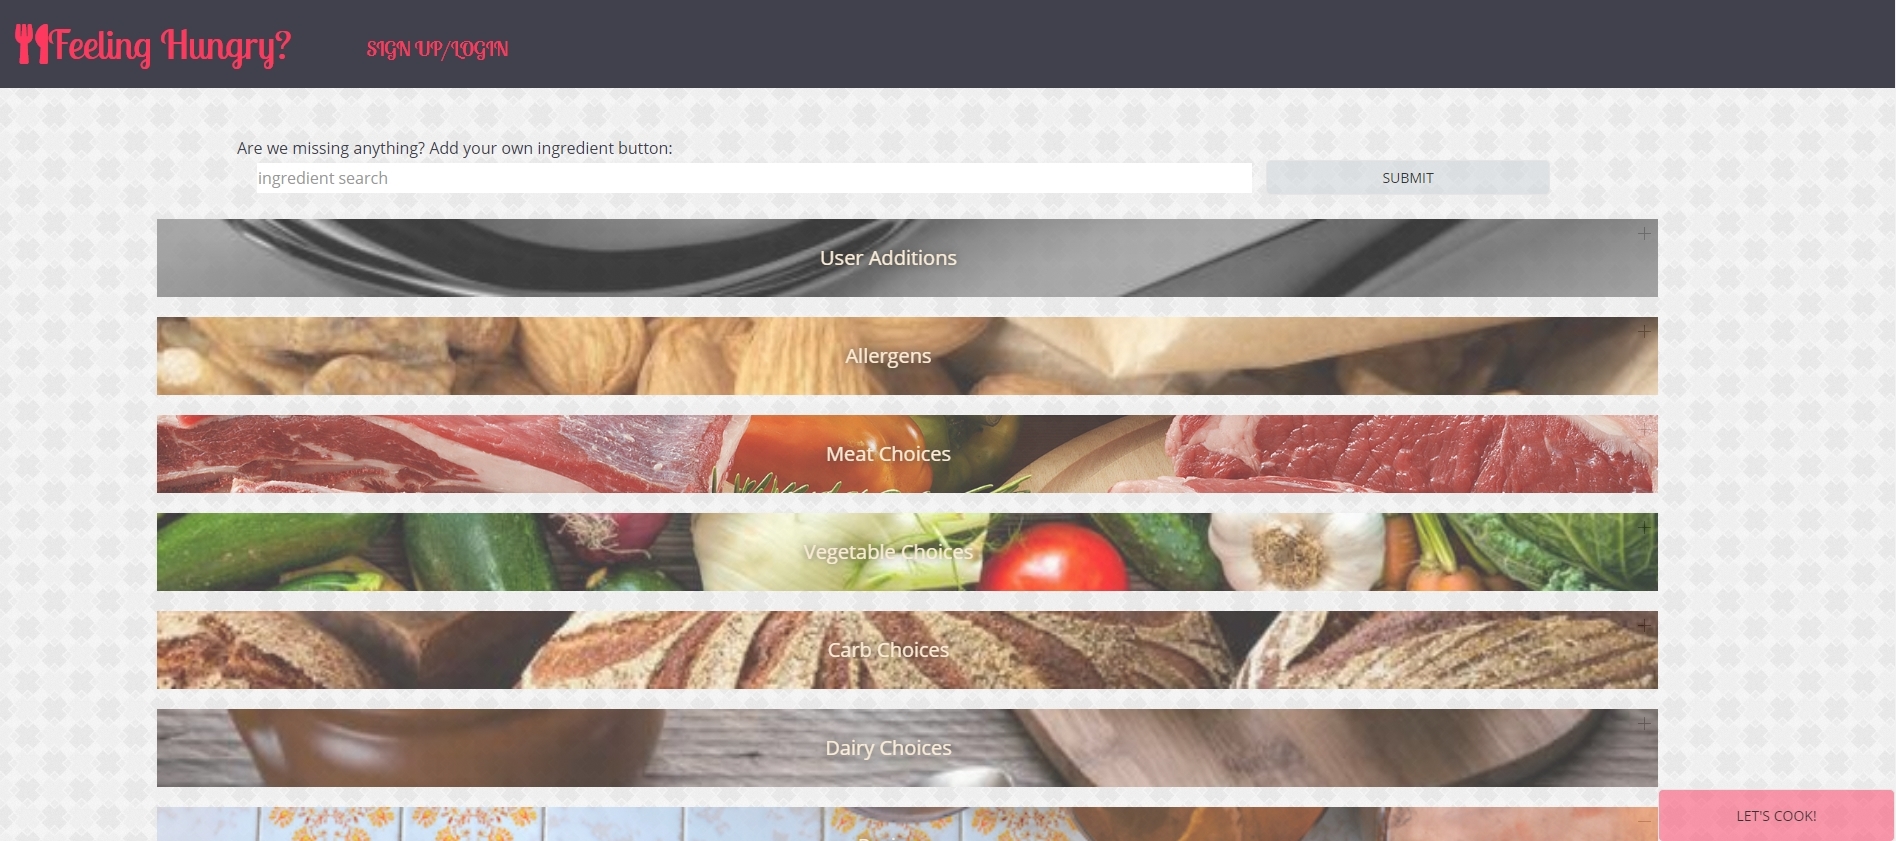 Feeling Hungry?
SIGN UP/LOGIN
Are we missing anything? Add your own ingredient button:
ingredient search
SUBMIT
User Additions
Allergens
Meat Choices
Vegetable Choices
Carb Choices
Dairy Choices
LET'S COOK!